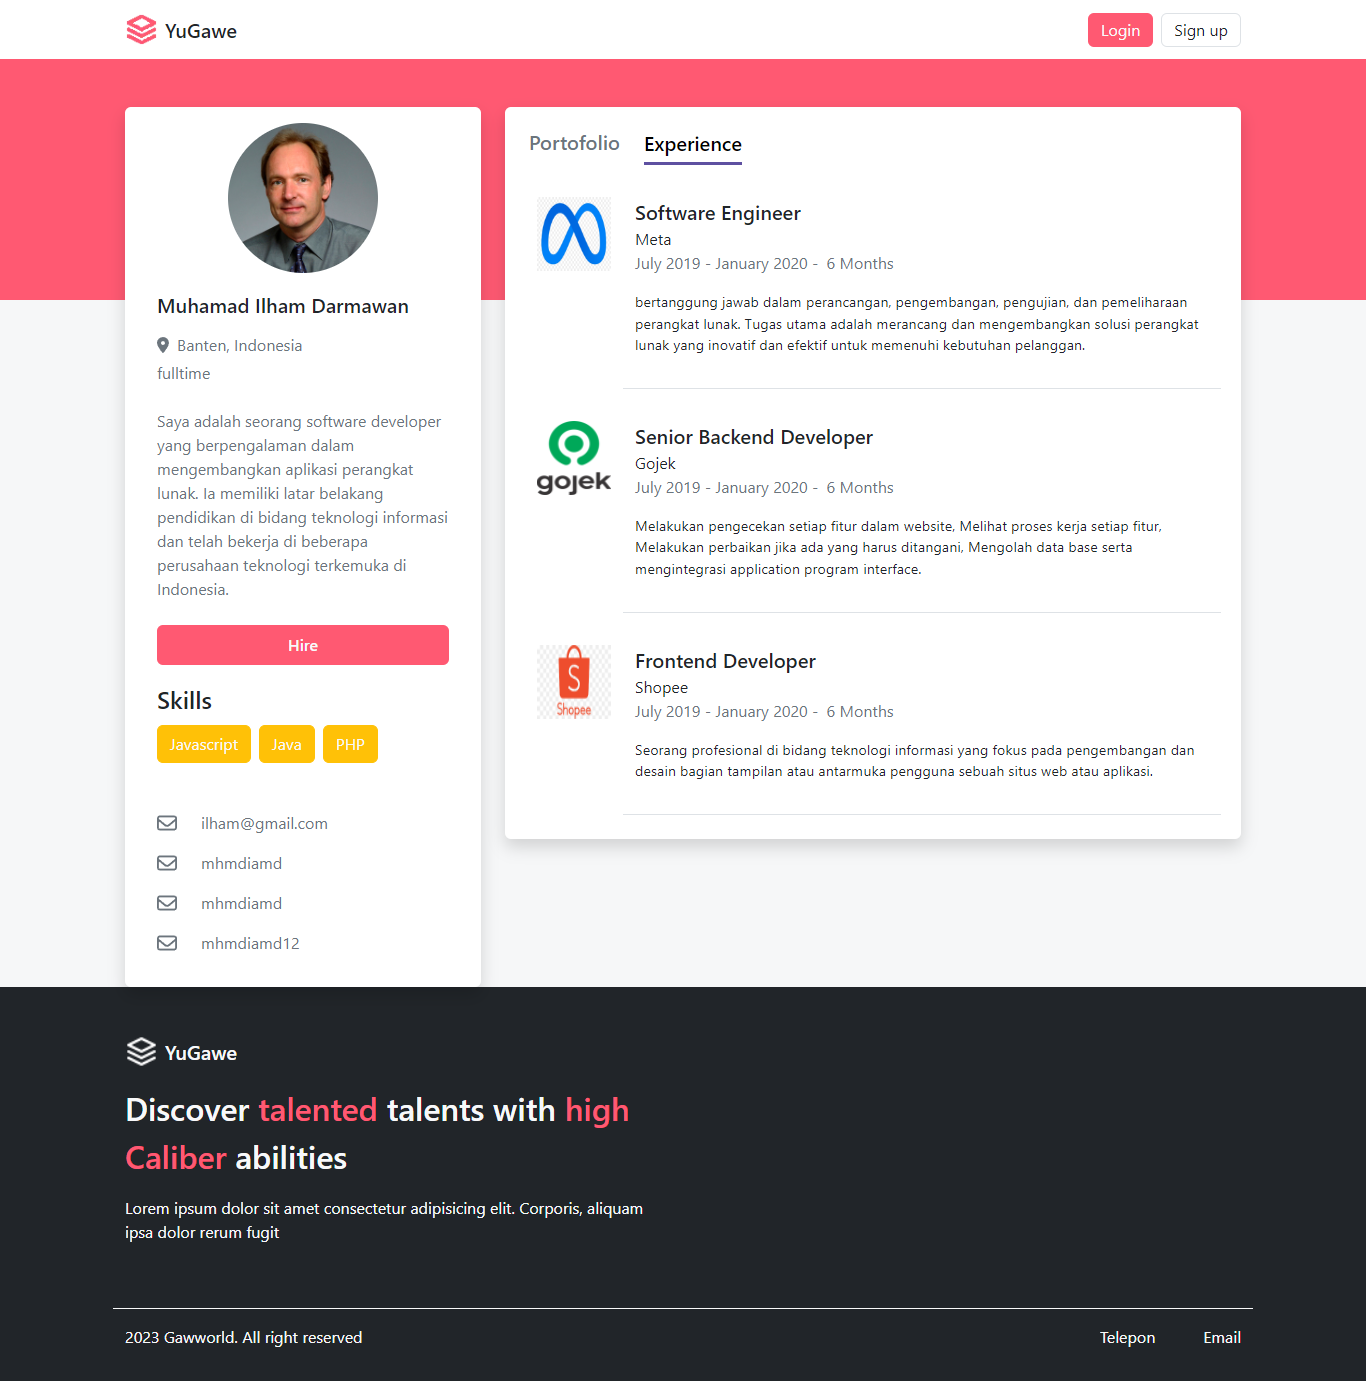 YuGawe
Login
Sign up
Muhamad Ilham Darmawan
Banten, Indonesia
fulltime
Saya adalah seorang software developer
yang berpengalaman dalam
mengembangkan aplikasi perangkat
lunak. Ia memiliki latar belakang
pendidikan di bidang teknologi informasi
dan telah bekerja di beberapa
perusahaan teknologi terkemuka di
Indonesia.
Hire
Skills
Javascript
Java
PHP
ilham@gmail.com
mhmdiamd
mhmdiamd
mhmdiamd12
Portofolio
Experience
Software Engineer
Meta
July 2019 - January 2020 - 6 Months
bertanggung jawab dalam perancangan, pengembangan, pengujian, dan pemeliharaan
perangkat lunak. Tugas utama adalah merancang dan mengembangkan solusi perangkat
lunak yang inovatif dan efektif untuk memenuhi kebutuhan pelanggan.
gojek
Senior Backend Developer
Gojek
July 2019 - January 2020 - 6 Months
Melakukan pengecekan setiap fitur dalam website, Melihat proses kerja setiap fitur,
Melakukan perbaikan jika ada yang harus ditangani, Mengolah data base serta
mengintegrasi application program interface.
S
Shopee
Frontend Developer
Shopee
July 2019 - January 2020 - 6 Months
Seorang profesional di bidang teknologi informasi yang fokus pada pengembangan dan
desain bagian tampilan atau antarmuka pengguna sebuah situs web atau aplikasi.
YuGawe
Discover talented talents with high
Caliber abilities
Lorem ipsum dolor sit amet consectetur adipisicing elit. Corporis, aliquam
ipsa dolor rerum fugit
2023 Gawworld. All right reserved
Telepon
Email